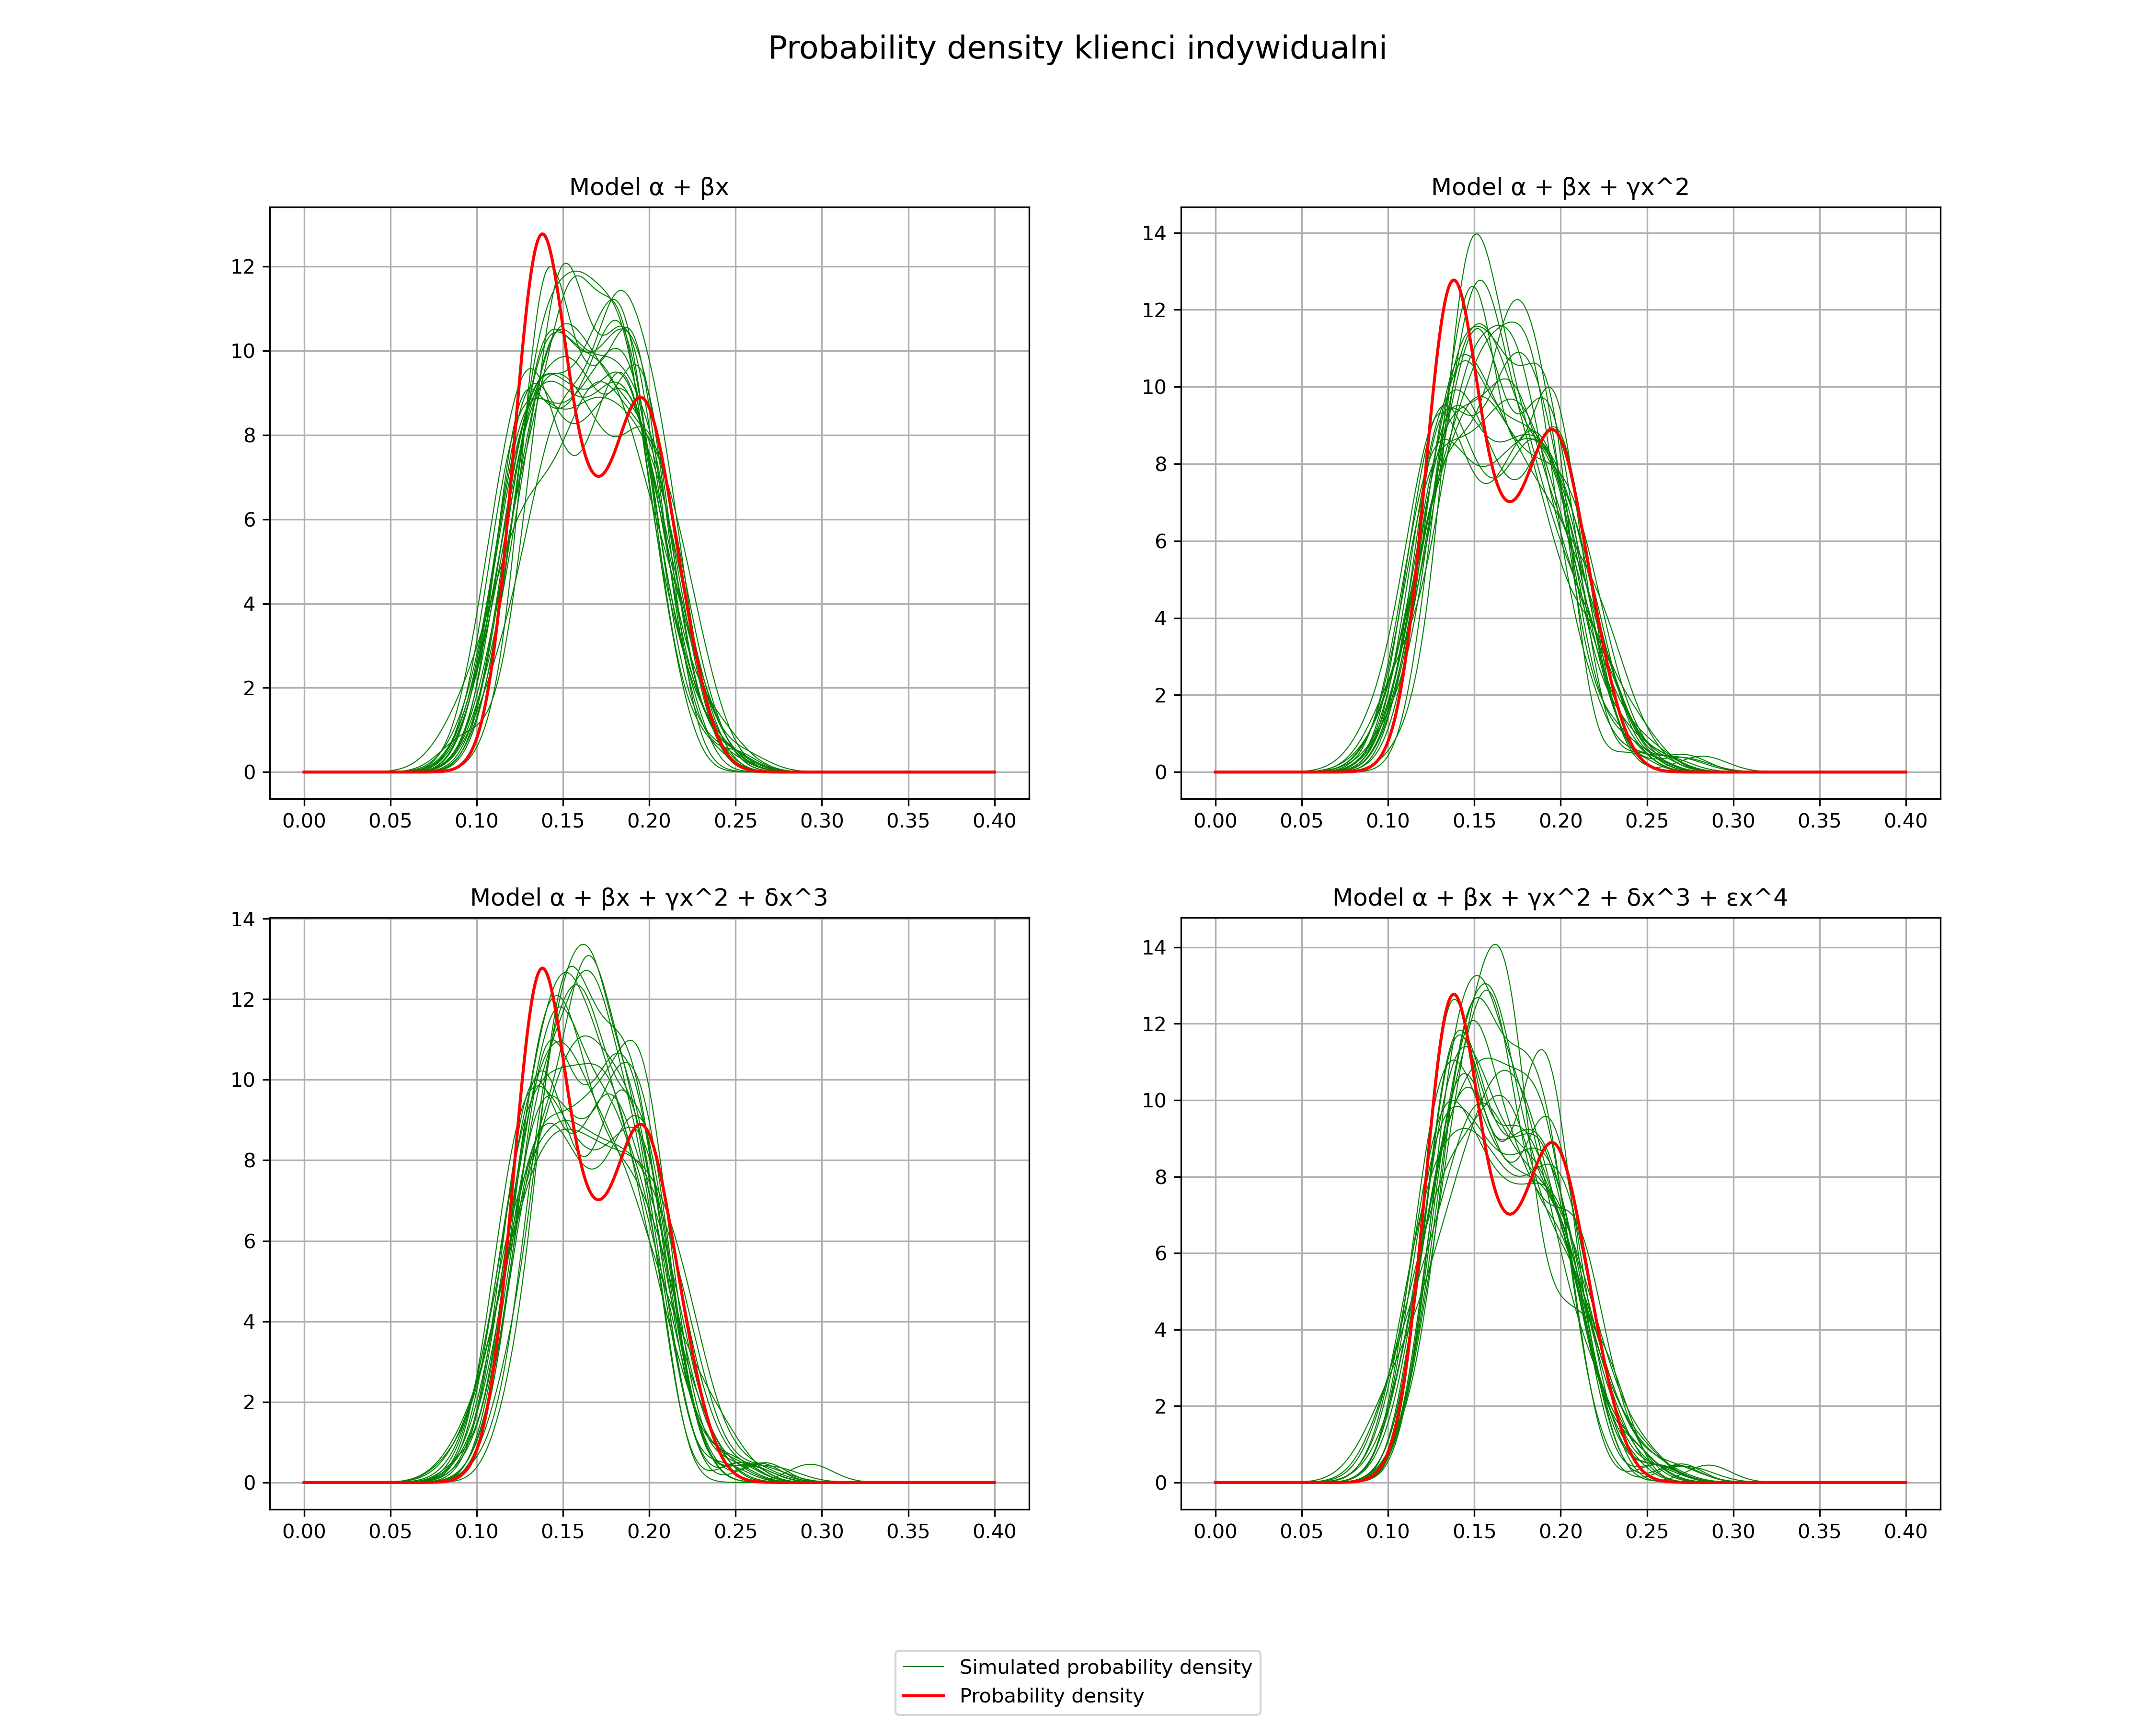 Probability density klienci indywidualni
Model α + βx
12
10
8
6
4
2
0
0.00 0.05 0.10 0.15 0.20 0.25 0.30 0.35 0.40
Model α + βx + γx^2
14
12
10
8
6
4
2
0
0.00 0.05 0.10 0.15 0.20 0.25 0.30 0.35 0.40
Model α + βx + γx^2 + δx^3
14
12
10
8
6
4
2
0
0.00 0.05 0.10 0.15 0.20 0.25 0.30 0.35 0.40
Model α + βx + γx^2 + δx^3 + εx^4
14
12
10
8
6
4
2
0
0.00 0.05 0.10 0.15 0.20 0.25 0.30 0.35 0.40
Simulated probability density
Probability density